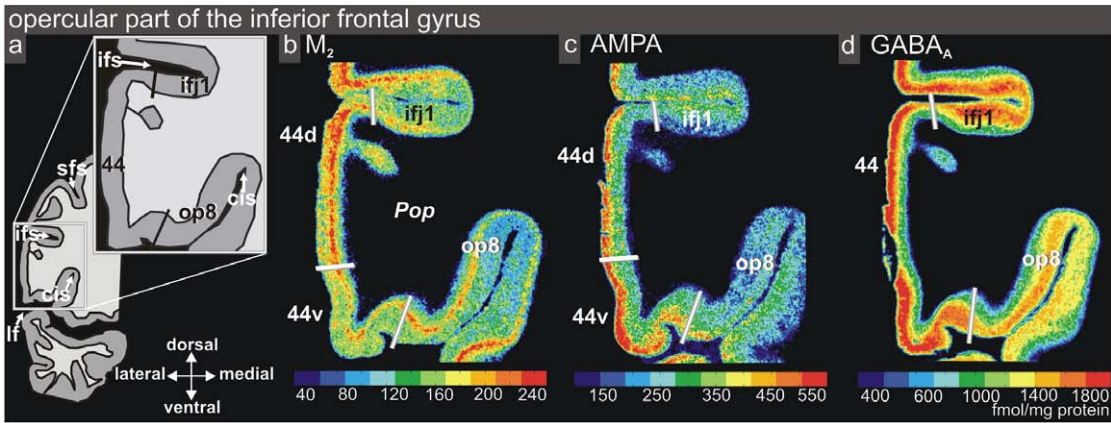 opercular part of the inferior frontal gyrus
a
ifs
ifj1
44
sfs
op8
cis
ifs
cis
lf
dorsal
lateral medial
ventral
b M2
ifj1
44d
Pop
op8
44v
40 80 120 160 200 240
c AMPA
ifj1
44d
op8
44v
150 250 350 450 550
d GABAA
ifj1
44
op8
400 600 1000 1400 1800
fmol/mg protein